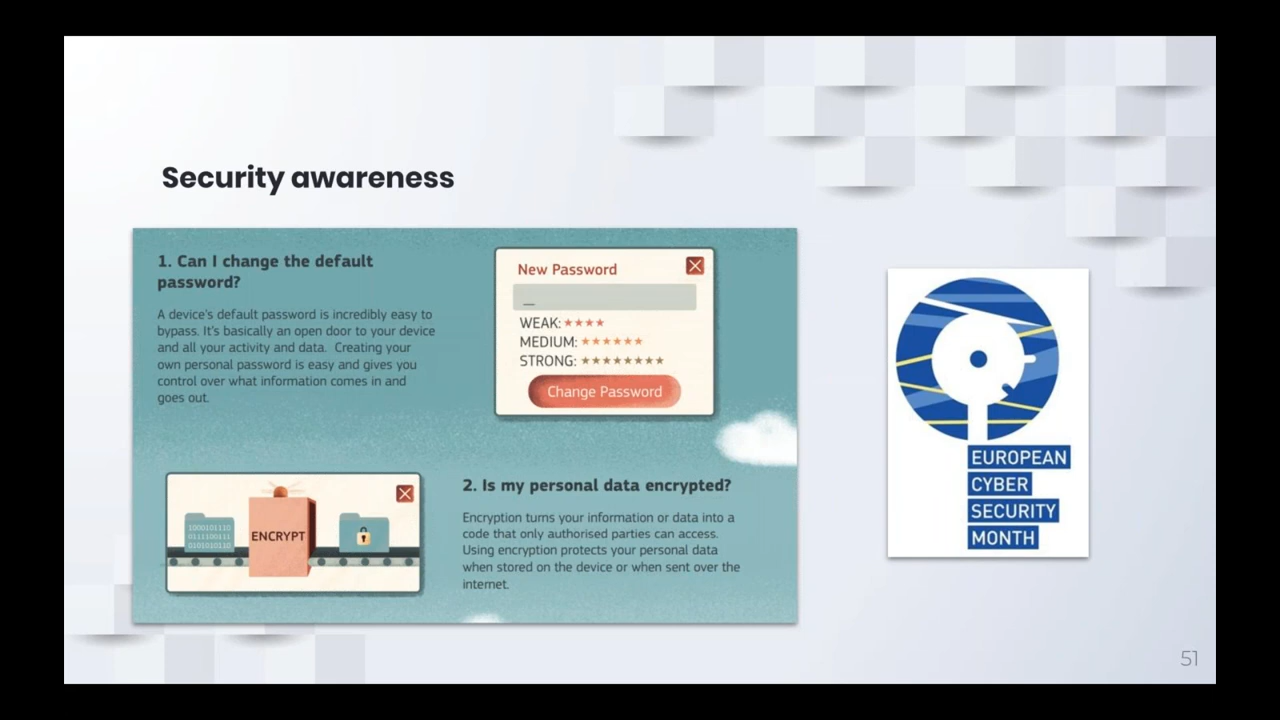 Security awareness
1. Can I change the default
password?
A device's default password is incredibly easy to
bypass. It's basically an open door to your device
and all your activity and data. Creating your
own personal password is easy and gives you
control over what information comes in and
goes out.
New Password
WEAK: ★★★★
MEDIUM: ★★★★★★
STRONG: ★★★★★★★★
Change Password
1000101110
0111100111
0101010110
ENCRYPT
2. Is my personal data encrypted?
Encryption turns your information or data into a
code that only authorised parties can access.
Using encryption protects your personal data
when stored on the device or when sent over the
internet.
EUROPEAN
CYBER
SECURITY
MONTH
51